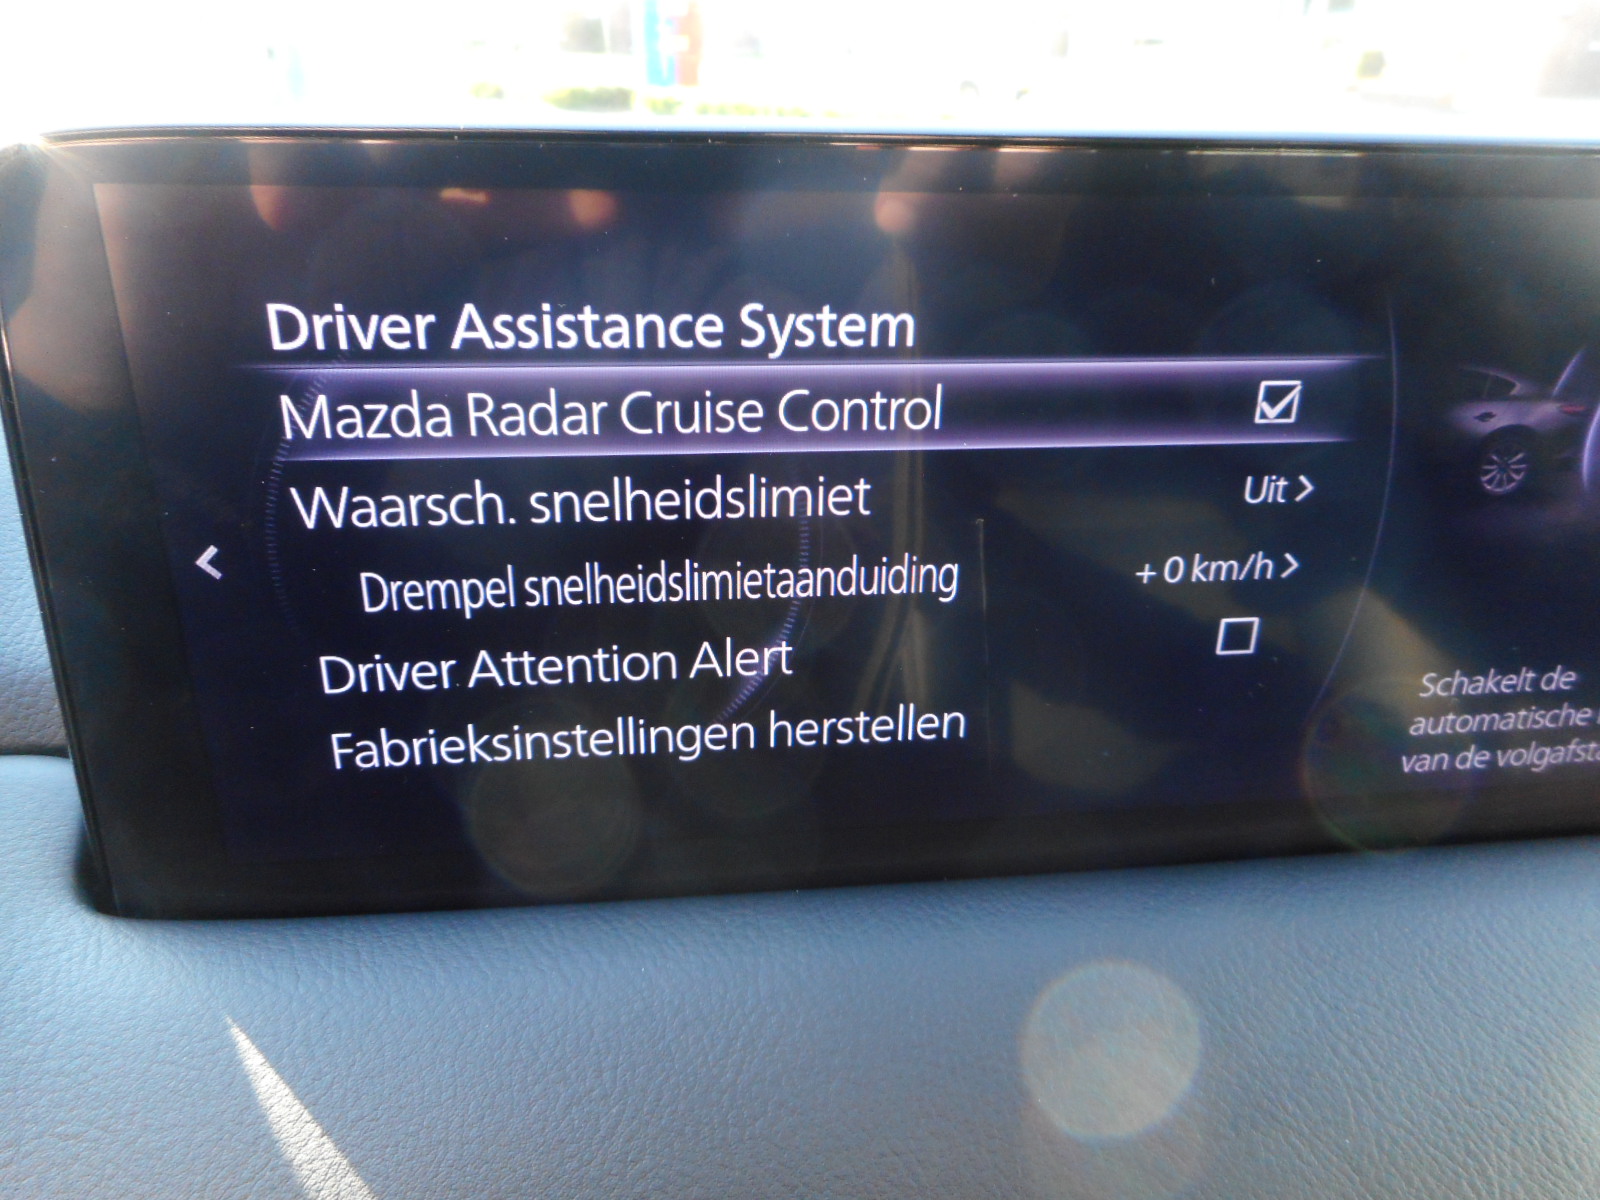 Driver Assistance System
Mazda Radar Cruise Control
Waarsch. snelheidslimiet Uit >
Drempel snelheidslimietaanduiding +0 km/h >
Driver Attention Alert
Fabrieksinstellingen herstellen
Schakelt de
automatische
van de